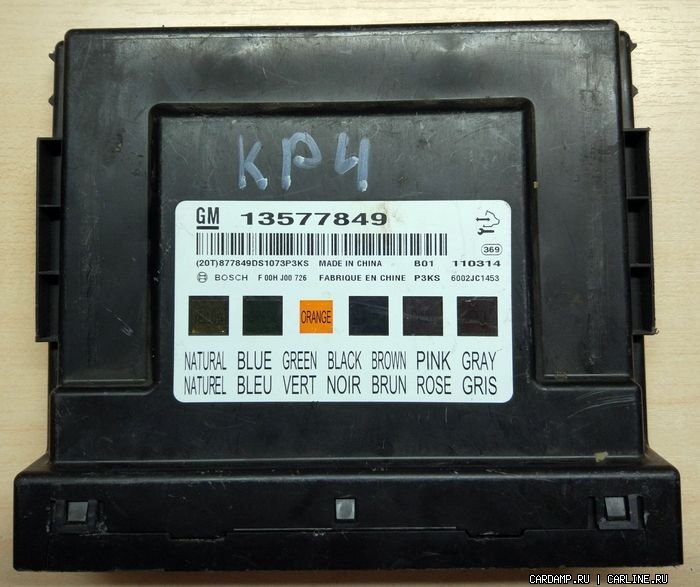 КРЧ
GM 13577849
369
(20T)877849DS1073P3KS MADE IN CHINA B01 110314
BOSCH F 00H J00 726 FABRIQUE EN CHINE P3KS 6002JC1453
ORANGE
NATURAL BLUE GREEN BLACK BROWN PINK GRAY
NATUREL BLEU VERT NOIR BRUN ROSE GRIS
CARDAMP.RU | CARLINE.RU